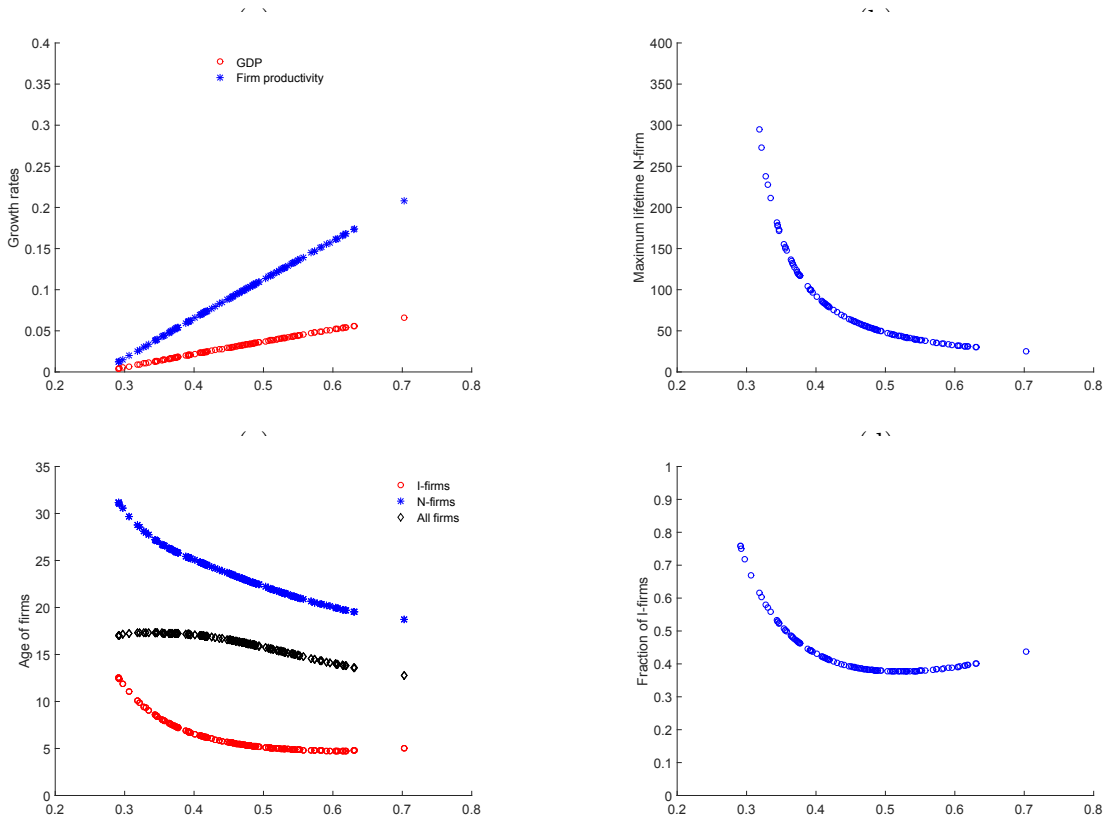 0.4
0.35
0.3
0.25
0.2
0.15
0.1
0.05
0
Growth rates
GDP
Firm productivity
0.2 0.3 0.4 0.5 0.6 0.7 0.8
400
350
300
250
200
150
100
50
0
Maximum lifetime N-firm
0.2 0.3 0.4 0.5 0.6 0.7 0.8
35
30
25
20
15
10
5
0
Age of firms
I-firms
N-firms
All firms
0.2 0.3 0.4 0.5 0.6 0.7 0.8
(d)
1
0.9
0.8
0.7
0.6
0.5
0.4
0.3
0.2
0.1
0
Fraction of I-firms
0.2 0.3 0.4 0.5 0.6 0.7 0.8